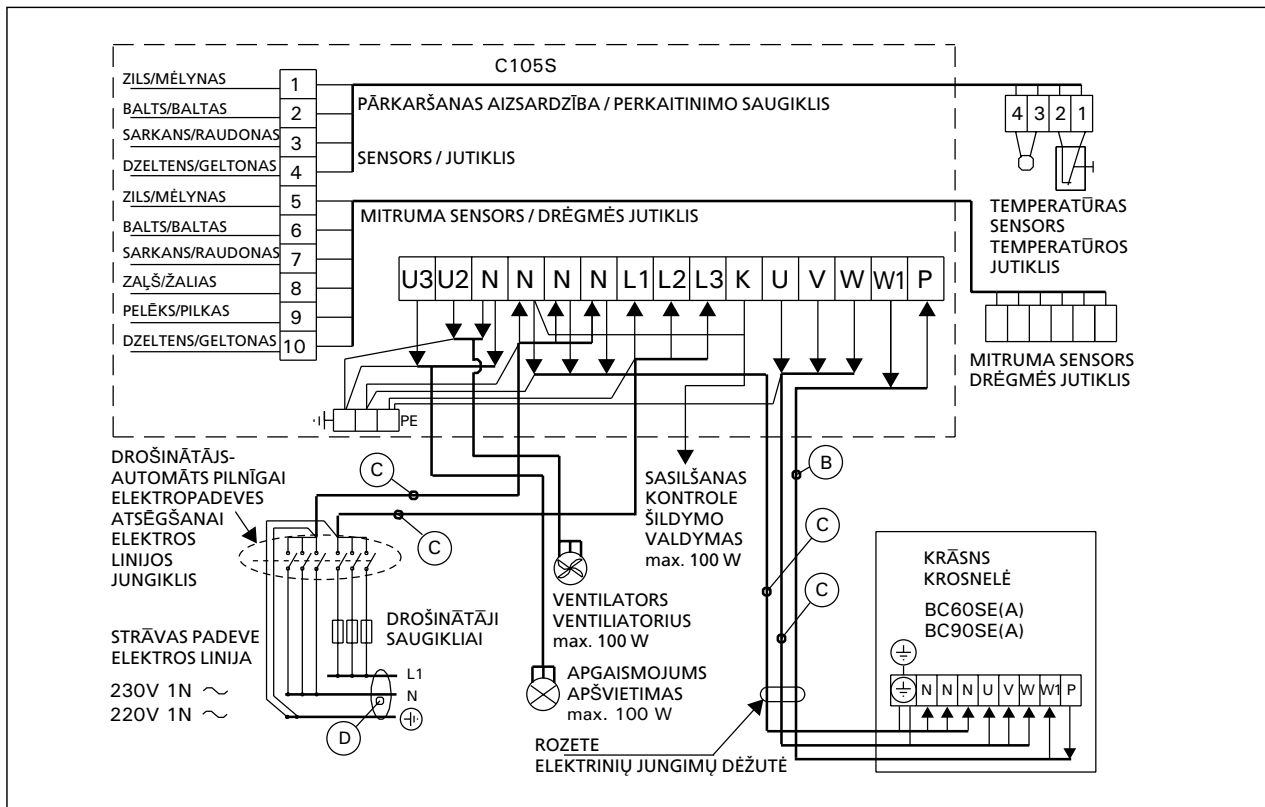 C105S
ZILS/MĖLYNAS 1
BALTS/BALTAS 2
SARKANS/RAUDONAS 3
DZELTENS/GELTONAS 4
ZILS/MĖLYNAS 5
BALTS/BALTAS 6
SARKANS/RAUDONAS 7
ZAĻŠ/ŽALIAS 8
PELĒKS/PILKAS 9
DZELTENS/GELTONAS 10
PĀRKARŠANAS AIZSARDZĪBA / PERKAITINIMO SAUGIKLIS
SENSORS / JUTIKLIS
MITRUMA SENSORS / DRĖGMĖS JUTIKLIS
4 3 2 1
TEMPERATŪRAS
SENSORS
TEMPERATŪROS
JUTIKLIS
U3 U2 N N N N L1 L2 L3 K U V W W1 P
MITRUMA SENSORS
DRĖGMĖS JUTIKLIS
PE
DROŠINĀTĀJS-
AUTOMĀTS PILNĪGAI
ELEKTROPADEVES
ATSĒGŠANAI
ELEKTROS
LINIJOS
JUNGIKLIS
C
C
B
C
C
SASILŠANAS
KONTROLE
ŠILDYMO
VALDYMAS
max. 100 W
VENTILATORS
VENTILIATORIUS
max. 100 W
DROŠINĀTĀJI
SAUGIKLIAI
STRĀVAS PADEVE
ELEKTROS LINIJA
230V 1N ~
220V 1N ~
L1
N
D
APGAISMOJUMS
APŠVIETIMAS
max. 100 W
ROZETE
ELEKTRINIŲ JUNGIMŲ DĖŽUTĖ
KRĀSNS
KROSNELĖ
BC60SE(A)
BC90SE(A)
N N N U V W W1 P